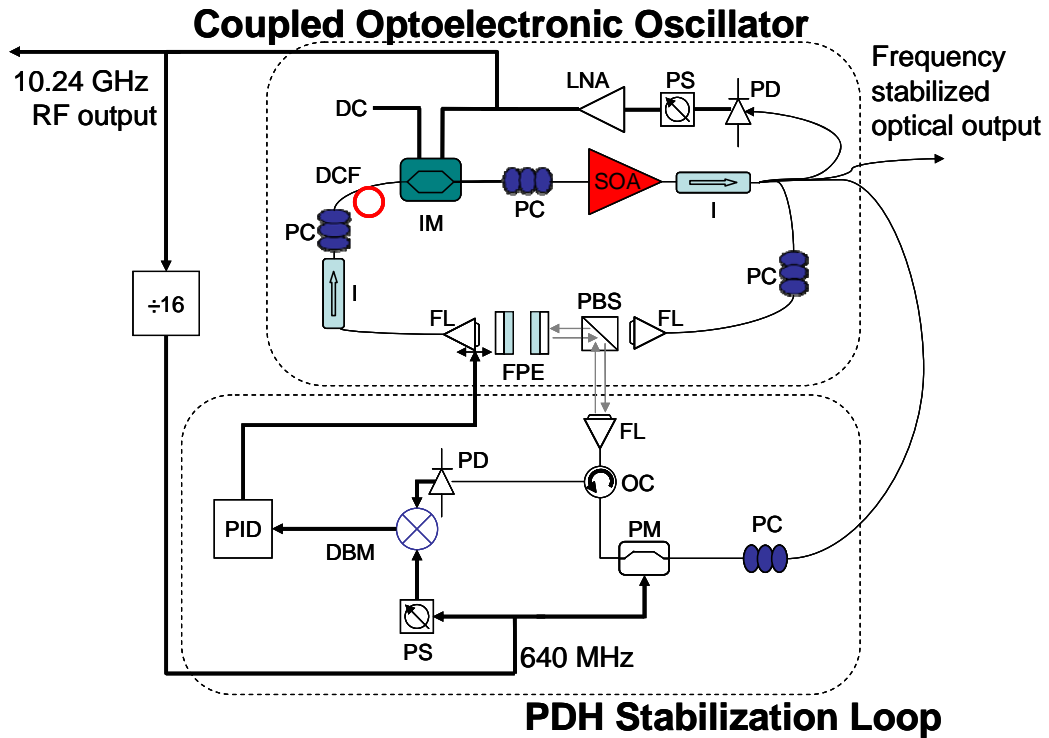 Coupled Optoelectronic Oscillator
10.24 GHz
RF output
Frequency
stabilized
optical output
LNA
PS
PD
DC
DCF
IM
PC
SOA
I
PC
I
PC
÷16
FL
FPE
PBS
FL
FL
PD
OC
PID
DBM
PM
PC
PS
640 MHz
PDH Stabilization Loop